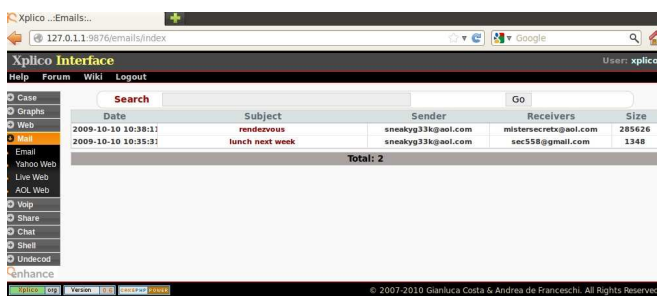 Xplico ..:Emails:..
127.0.1.1:9876/emails/index
Google
Xplico Interface
User: xplico
Help Forum Wiki Logout
Case
Graphs
Web
Mail
Email
Yahoo Web
Live Web
AOL Web
Voip
Share
Chat
Shell
Undecod
enhance
Search Go
Date Subject Sender Receivers Size
2009-10-10 10:38:11 rendezvous sneakyg33k@aol.com mistersecretx@aol.com 285626
2009-10-10 10:35:31 lunch next week sneakyg33k@aol.com sec558@gmail.com 1348
Total: 2
Xplico org Version CAKEPHP POWER
© 2007-2010 Gianluca Costa & Andrea de Franceschi. All Rights Reserved